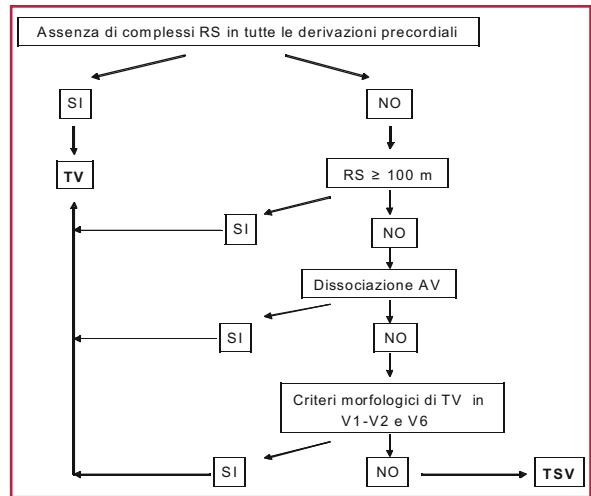 Assenza di complessi RS in tutte le derivazioni precordiali
SI
NO
TV
RS ≥ 100 m
SI
NO
Dissociazione AV
SI
NO
Criteri morfologici di TV in
V1-V2 e V6
SI
NO
TSV